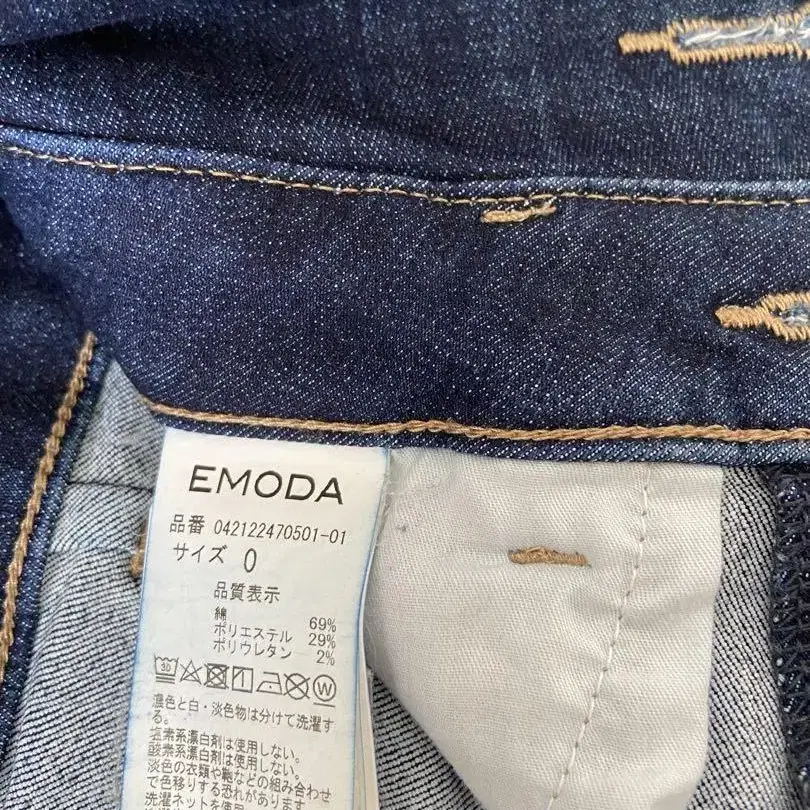 EMODA
品番 042122470501-01
サイズ 0
品質表示
綿 69%
ポリエステル 29%
ポリウレタン 2%
30
W
濃色と白・淡色物は分けて洗濯す
る。
塩素系漂白剤は使用しない。
酸素系漂白剤は使用しない。
淡色の衣類や鞄などの組み合わせ
で色移りする恐れがあります。
洗濯ネットを使用